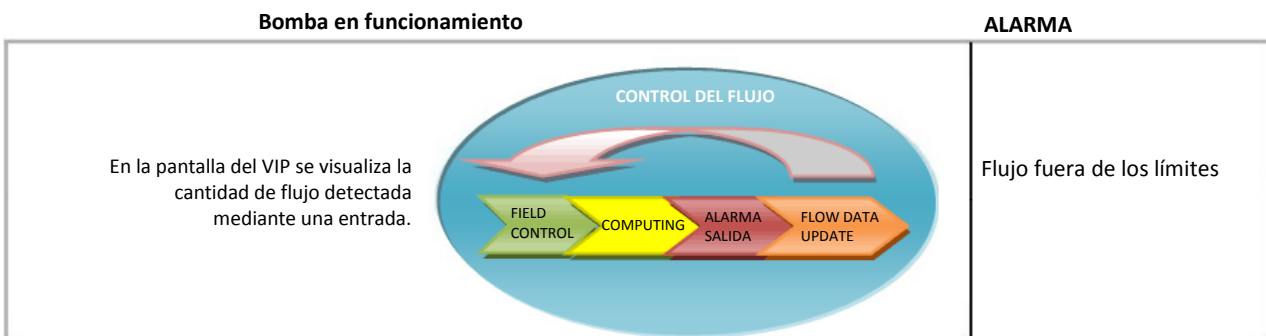 Bomba en funcionamiento
ALARMA
CONTROL DEL FLUJO
En la pantalla del VIP se visualiza la
cantidad de flujo detectada
mediante una entrada.
FIELD
CONTROL
COMPUTING
ALARMA
SALIDA
FLOW DATA
UPDATE
Flujo fuera de los límites